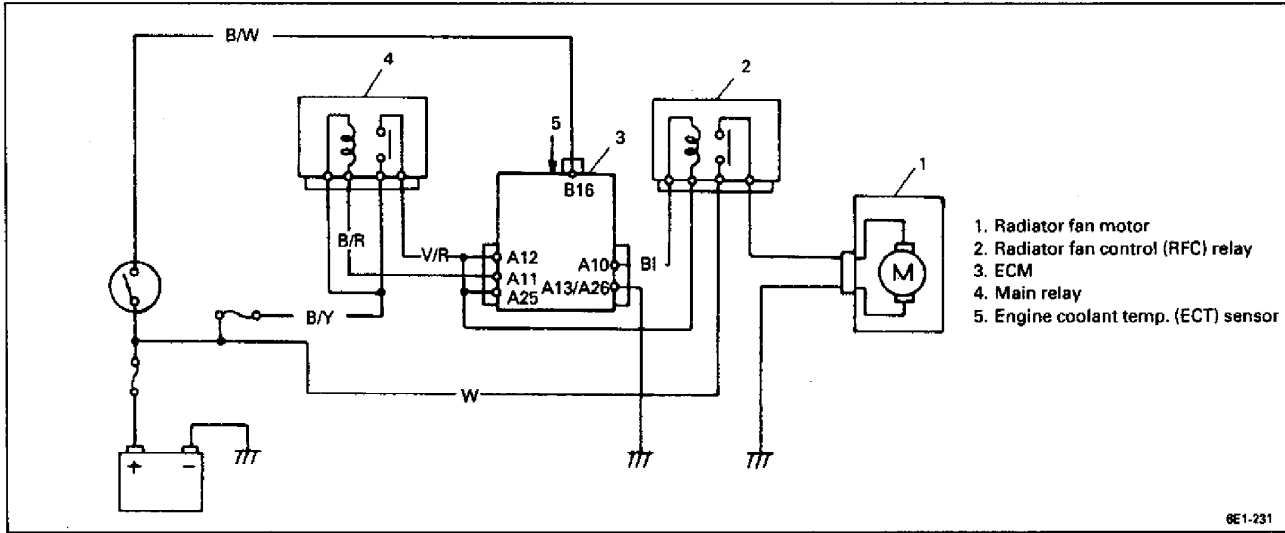 B/W
4
2
5
3
1
B16
B/R
V/R
A12
A10
Bl
A11
A13/A26
A25
B/Y
M
W
+
−
1. Radiator fan motor
2. Radiator fan control (RFC) relay
3. ECM
4. Main relay
5. Engine coolant temp. (ECT) sensor
6E1-231